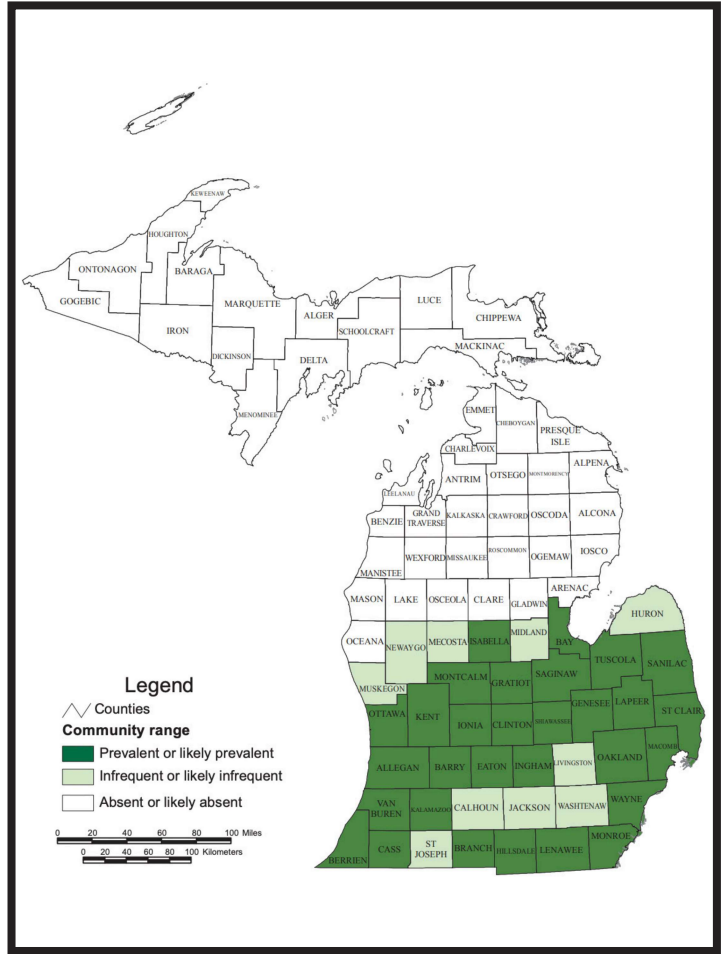 KEWEENAW
HOUGHTON
ONTONAGON
BARAGA
GOGEBIC
MARQUETTE
LUCE
ALGER
CHIPPEWA
SCHOOLCRAFT
IRON
MACKINAC
DICKINSON
DELTA
MENOMINEE
EMMET
CHEBOYGAN
PRESQUE
ISLE
CHARLEVOIX
ALPENA
OTSEGO
MONTMORENCY
ANTRIM
LEELANAU
GRAND
TRAVERSE
KALKASKA
CRAWFORD
OSCODA
ALCONA
BENZIE
ROSCOMMON
IOSCO
WEXFORD
MISSAUKEE
OGEMAW
MANISTEE
ARENAC
MASON
LAKE
OSCEOLA
CLARE
GLADWIN
HURON
OCEANA
NEWAYGO
MECOSTA
ISABELLA
MIDLAND
BAY
TUSCOLA
SANILAC
MONTCALM
SAGINAW
GRATIOT
MUSKEGON
GENESEE
LAPEER
ST CLAIR
OTTAWA
KENT
IONIA
CLINTON
SHIAWASSEE
MACOMB
OAKLAND
LIVINGSTON
ALLEGAN
BARRY
EATON
INGHAM
VAN
BUREN
KALAMAZOO
CALHOUN
JACKSON
WASHTENAW
WAYNE
MONROE
ST
JOSEPH
CASS
BRANCH
HILLSDALE
LENAWEE
BERRIEN
Legend
Counties
Community range
Prevalent or likely prevalent
Infrequent or likely infrequent
Absent or likely absent
0 20 40 60 80 100 Miles
0 20 40 60 80 100 Kilometers